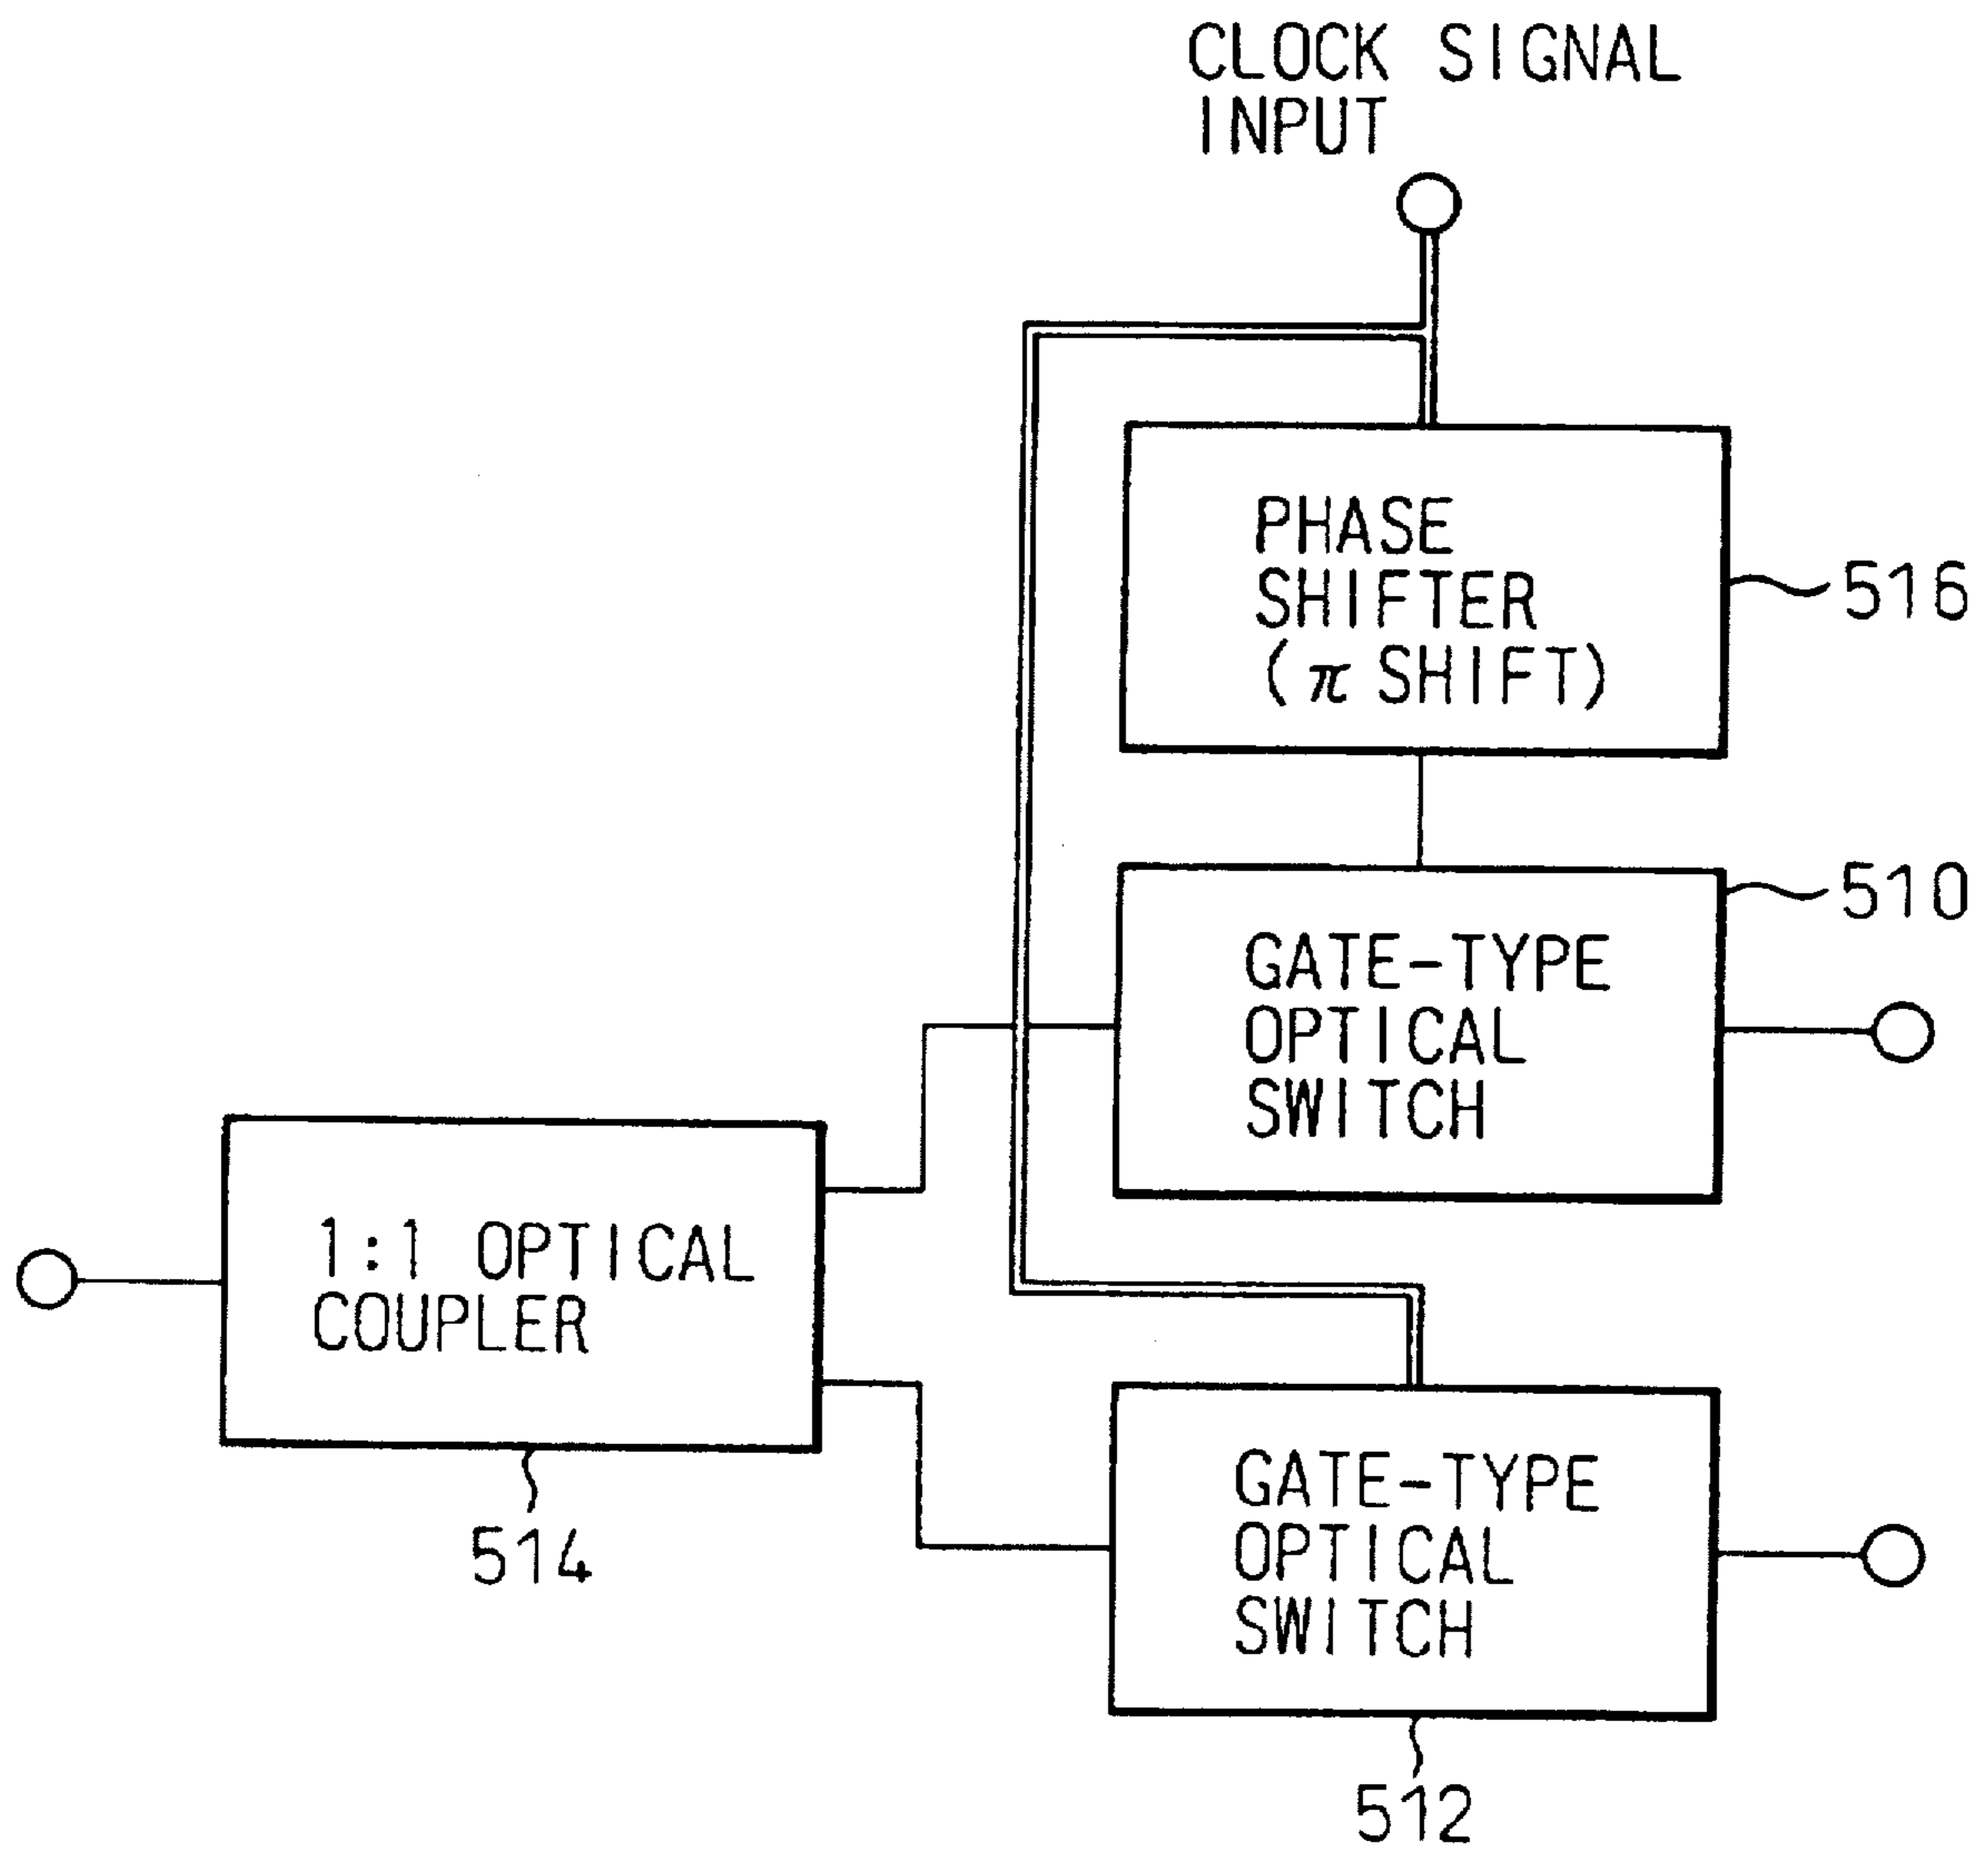 CLOCK SIGNAL
INPUT
PHASE
SHIFTER
(π SHIFT)
516
510
GATE-TYPE
OPTICAL
SWITCH
1:1 OPTICAL
COUPLER
514
GATE-TYPE
OPTICAL
SWITCH
512